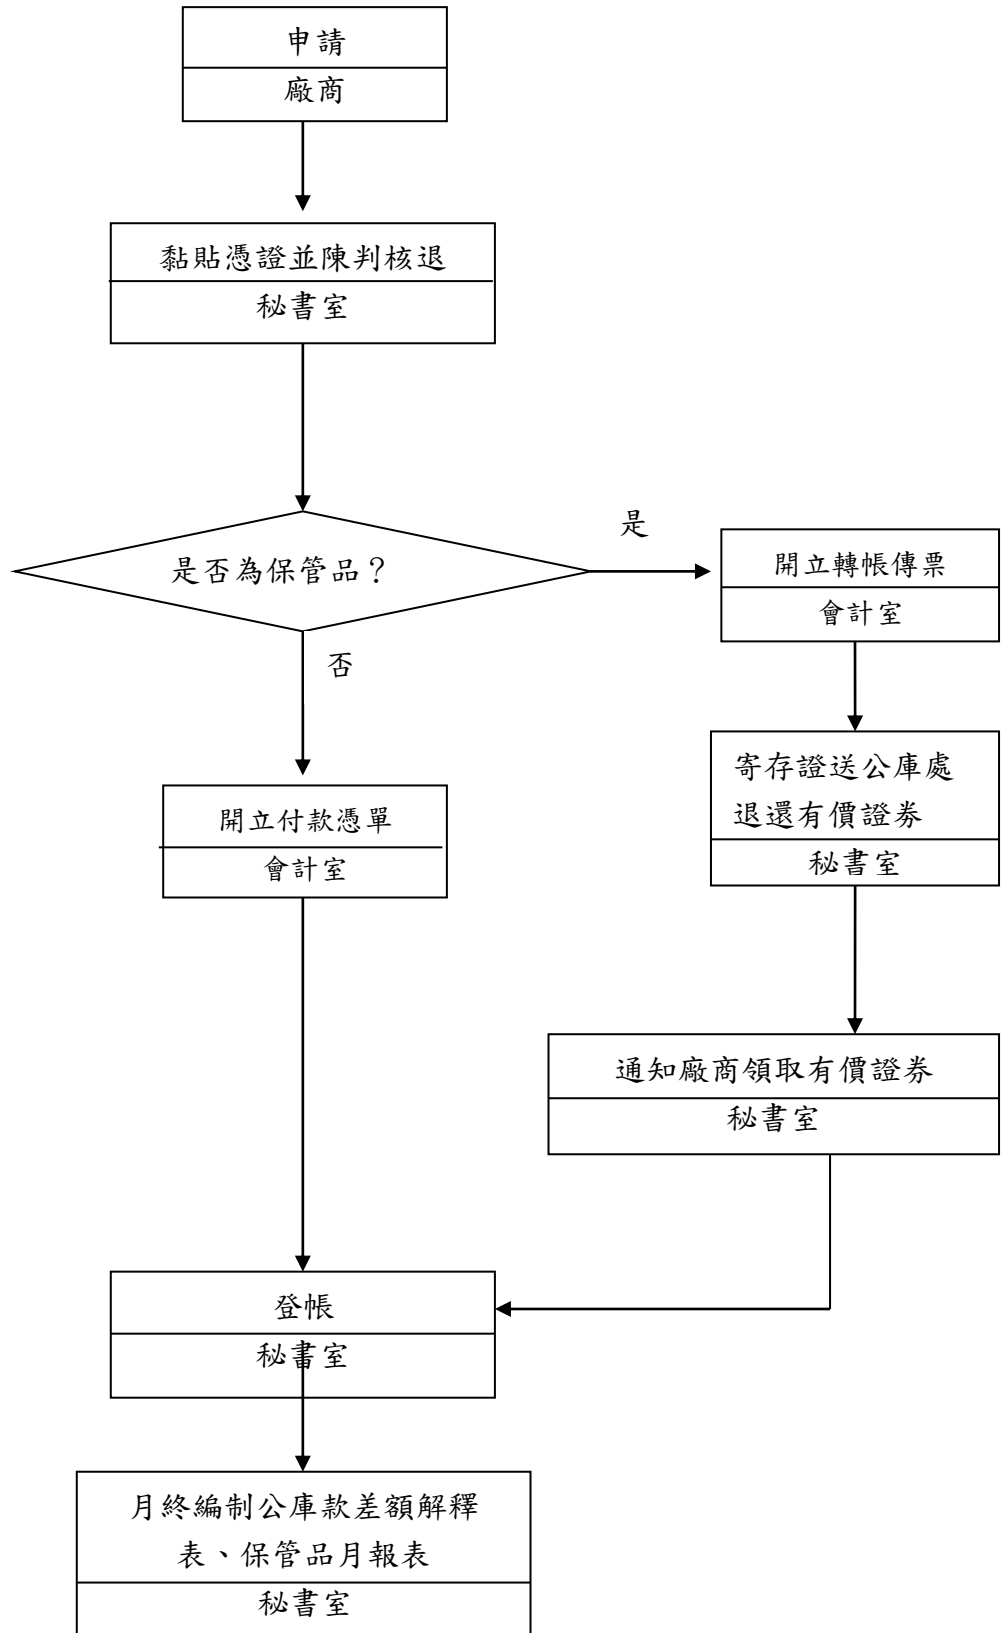 申請
廠商
黏貼憑證並陳判核退
秘書室
是否為保管品？
是
開立轉帳傳票
會計室
否
寄存證送公庫處
退還有價證券
秘書室
開立付款憑單
會計室
通知廠商領取有價證券
秘書室
登帳
秘書室
月終編制公庫款差額解釋
表、保管品月報表
秘書室